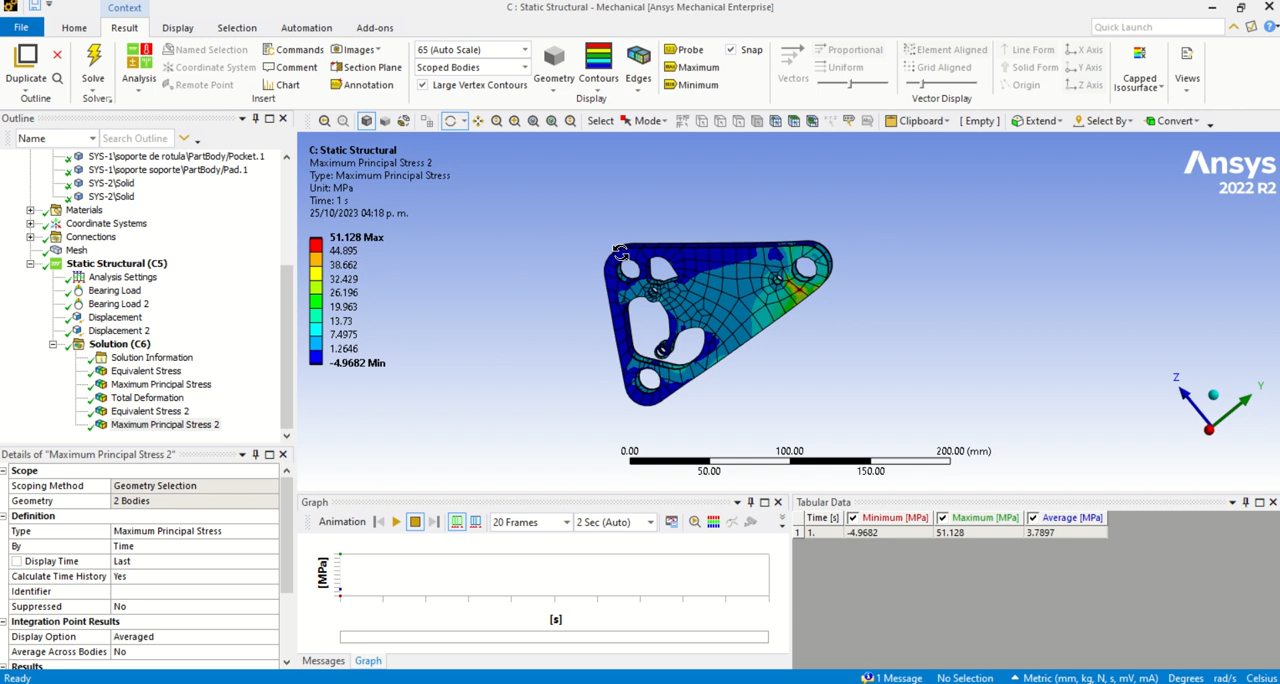 Context
C : Static Structural - Mechanical [Ansys Mechanical Enterprise]
File Home Result Display Selection Automation Add-ons Quick Launch
Duplicate
Outline
Solve
Solver
Analysis
Named Selection
Coordinate System
Remote Point
Commands
Comment
Chart
Images
Section Plane
Annotation
Insert
65 (Auto Scale)
Scoped Bodies
Large Vertex Contours
Geometry
Contours
Edges
Display
Probe
Maximum
Minimum
Snap
Vectors
Proportional
Uniform
Element Aligned
Grid Aligned
Line Form
Solid Form
Origin
X Axis
Y Axis
Z Axis
Vector Display
Capped
Isosurface
Views
Outline
Name Search Outline
Select Mode Clipboard [ Empty ] Extend Select By Convert
SYS-1\soporte de rotula\PartBody/Pocket.1
SYS-1\soporte soporte\PartBody/Pad.1
SYS-2\Solid
SYS-2\Solid
Materials
Coordinate Systems
Connections
Mesh
Static Structural (C5)
Analysis Settings
Bearing Load
Bearing Load 2
Displacement
Displacement 2
Solution (C6)
Solution Information
Equivalent Stress
Maximum Principal Stress
Total Deformation
Equivalent Stress 2
Maximum Principal Stress 2
Details of "Maximum Principal Stress 2"
Scope
Scoping Method Geometry Selection
Geometry 2 Bodies
Definition
Type Maximum Principal Stress
By Time
Display Time Last
Calculate Time History Yes
Identifier
Suppressed No
Integration Point Results
Display Option Averaged
Average Across Bodies No
Results
C: Static Structural
Maximum Principal Stress 2
Type: Maximum Principal Stress
Unit: MPa
Time: 1 s
25/10/2023 04:18 p. m.
51.128 Max
44.895
38.662
32.429
26.196
19.963
13.73
7.4975
1.2646
-4.9682 Min
Ansys
2022 R2
Z Y
0.00 100.00 200.00 (mm)
50.00 150.00
Graph
Animation 20 Frames 2 Sec (Auto)
[MPa]
[s]
Messages Graph
Tabular Data
Time [s] Minimum [MPa] Maximum [MPa] Average [MPa]
1 1. -4.9682 51.128 3.7897
Ready 1 Message No Selection Metric (mm, kg, N, s, mV, mA) Degrees rad/s Celsius